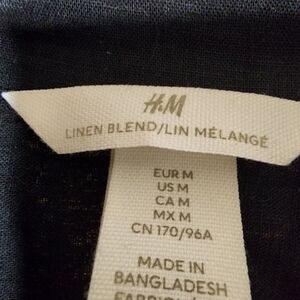 H&M
LINEN BLEND/LIN MÉLANGÉ
EUR M
US M
CA M
MX M
CN 170/96A
MADE IN
BANGLADESH